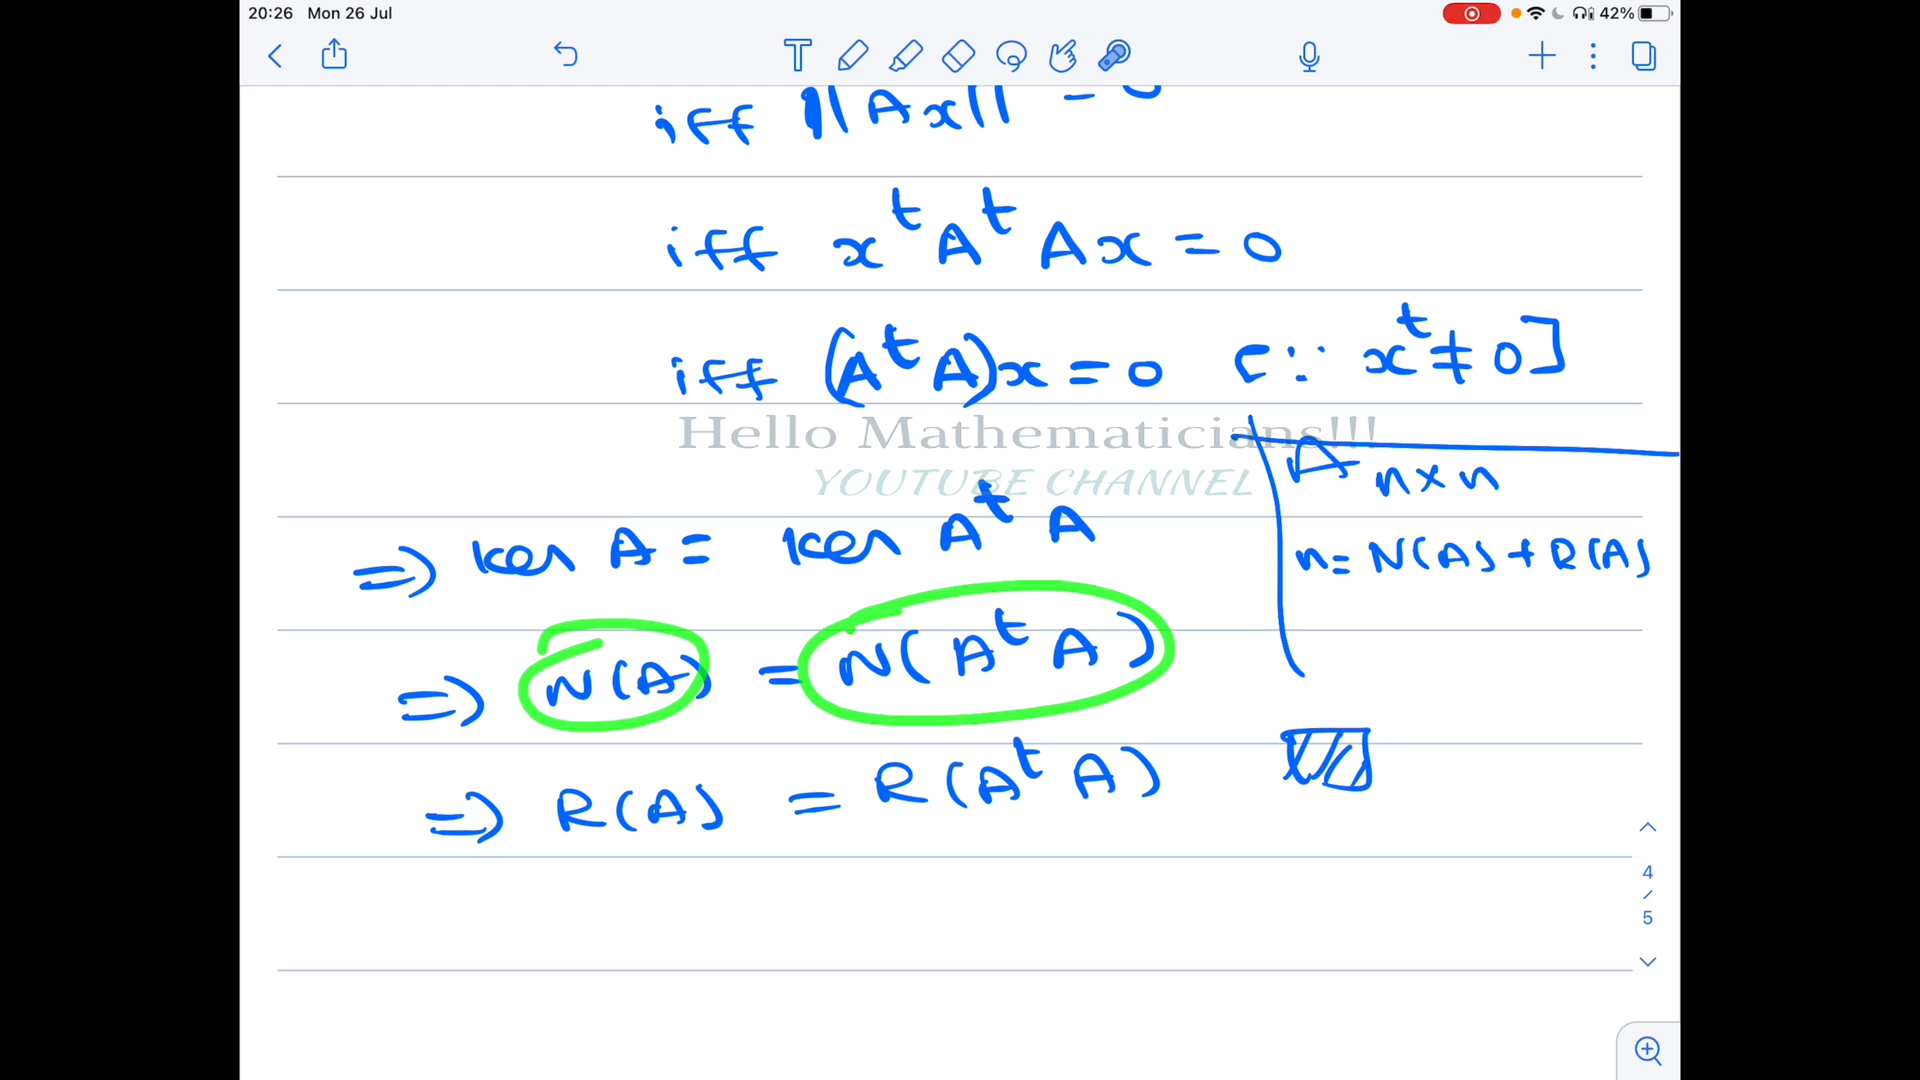 20:26 Mon 26 Jul 42%
iff ||Ax|| = 0
iff x^t A^t Ax = 0
iff (A^t A)x = 0 [∵ x^t ≠ 0]
Hello Mathematicians!!!
YOUTUBE CHANNEL
A n×n
n = N(A) + R(A)
⇒ ker A = ker A^t A
⇒ N(A) = N(A^t A)
⇒ R(A) = R(A^t A)
4
/
5